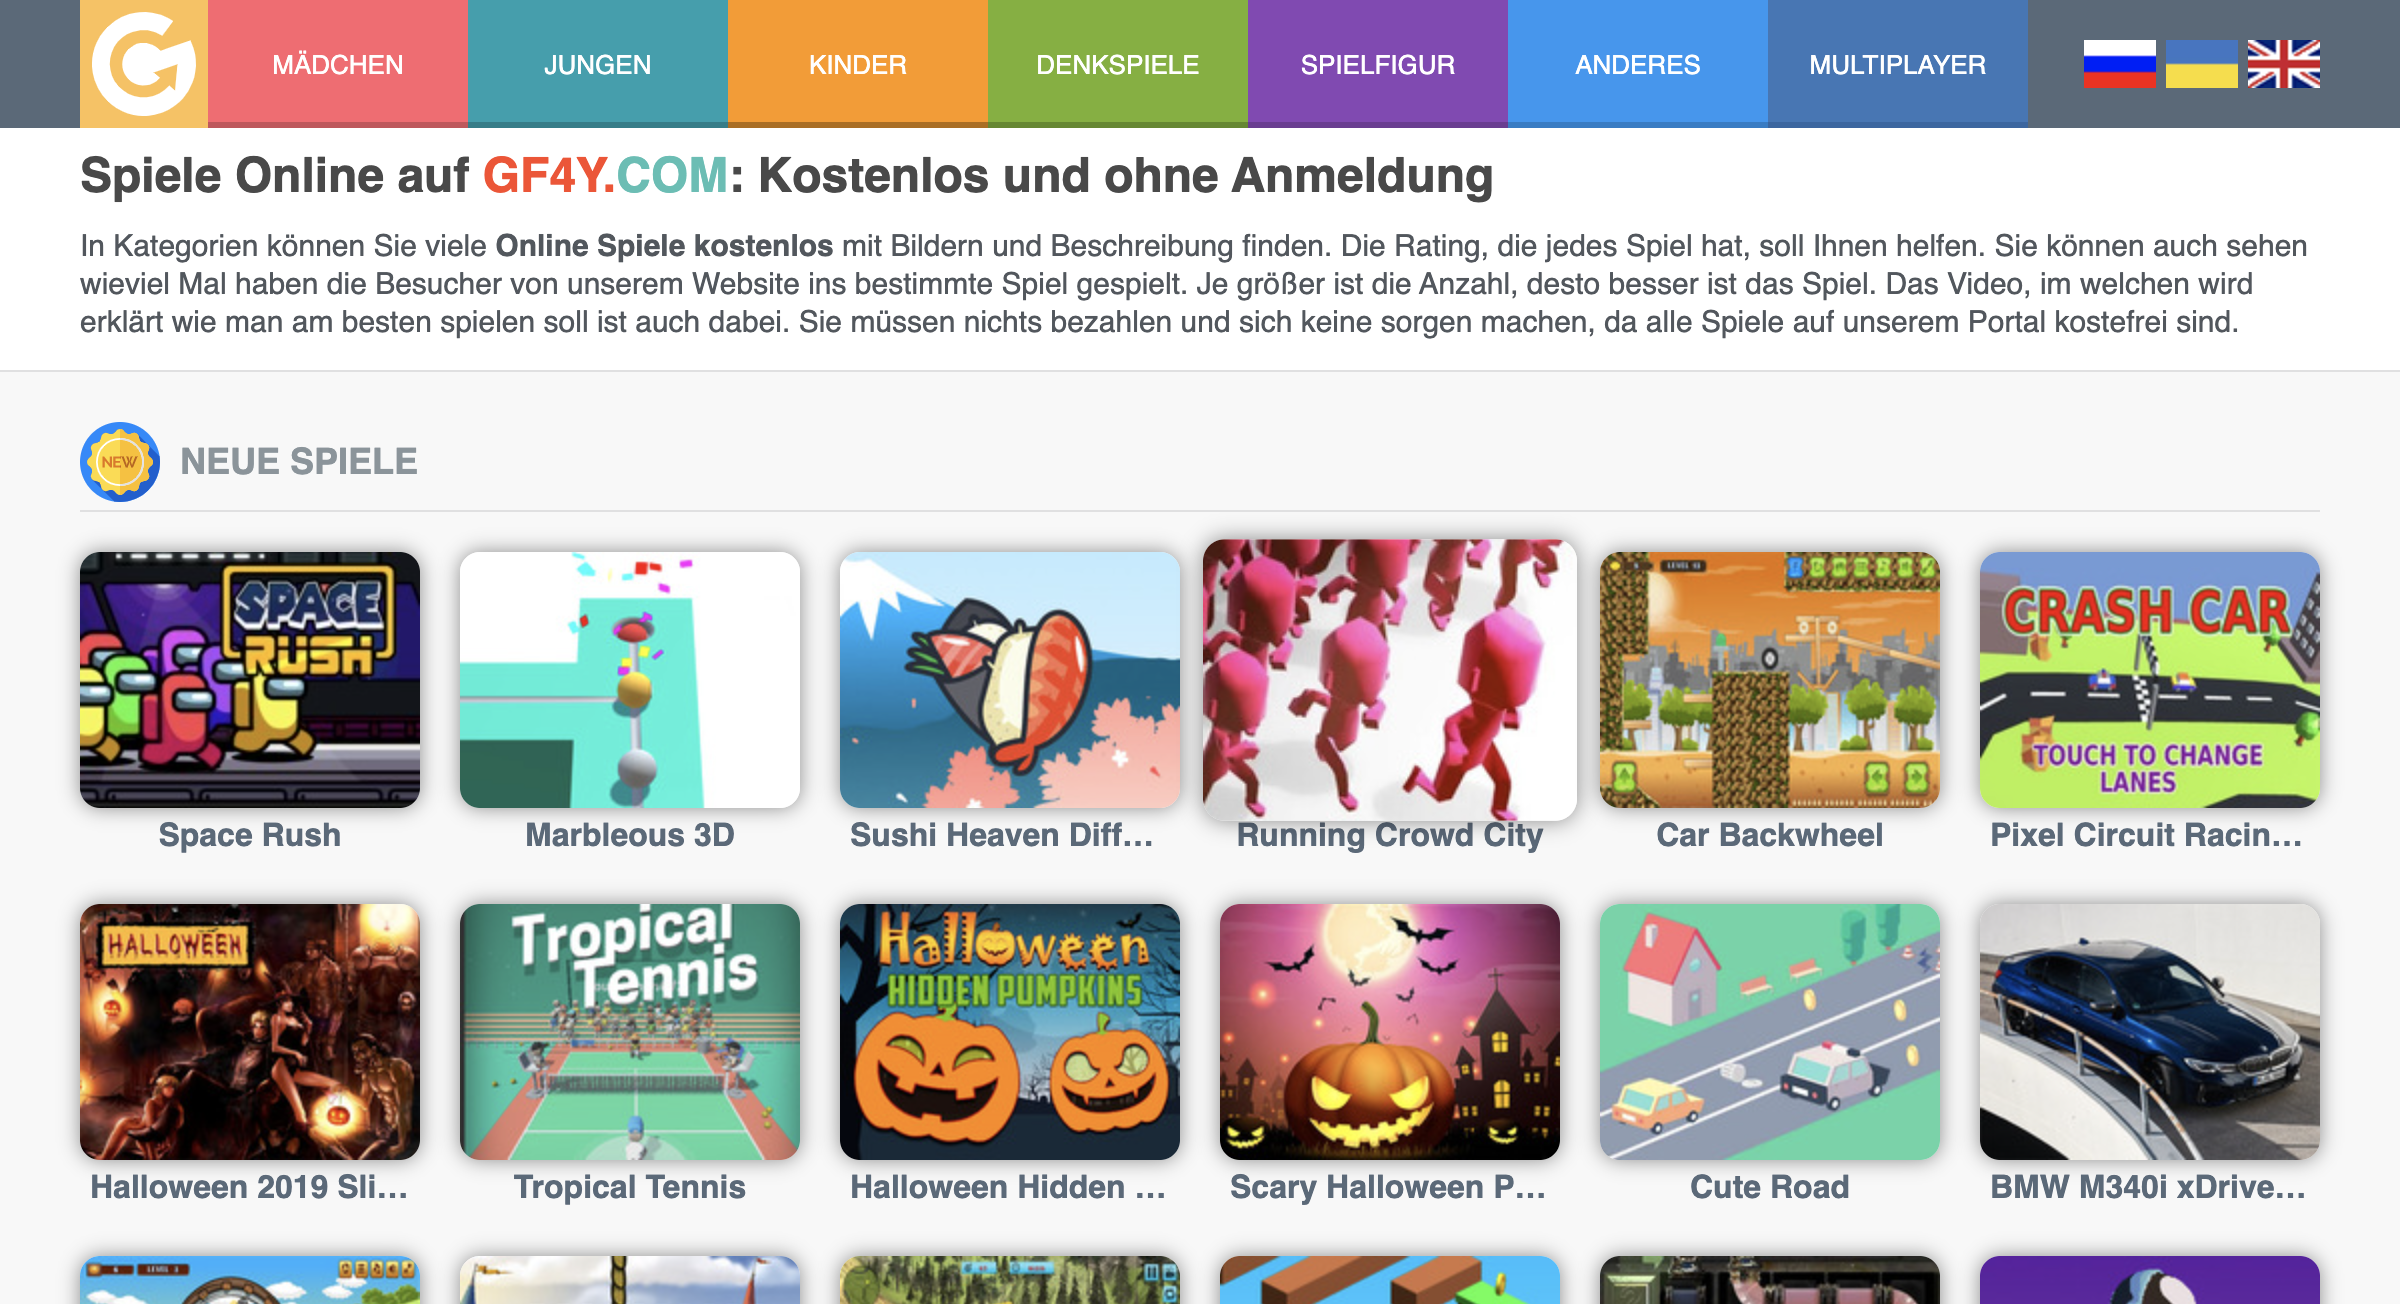 MÄDCHEN
JUNGEN
KINDER
DENKSPIELE
SPIELFIGUR
ANDERES
MULTIPLAYER
Spiele Online auf GF4Y.COM: Kostenlos und ohne Anmeldung
In Kategorien können Sie viele Online Spiele kostenlos mit Bildern und Beschreibung finden. Die Rating, die jedes Spiel hat, soll Ihnen helfen. Sie können auch sehen
wieviel Mal haben die Besucher von unserem Website ins bestimmte Spiel gespielt. Je größer ist die Anzahl, desto besser ist das Spiel. Das Video, im welchen wird
erklärt wie man am besten spielen soll ist auch dabei. Sie müssen nichts bezahlen und sich keine sorgen machen, da alle Spiele auf unserem Portal kostefrei sind.
NEW
NEUE SPIELE
SPACE
RUSH
LEVEL 12
CRASH CAR
TOUCH TO CHANGE
LANES
Space Rush
Marbleous 3D
Sushi Heaven Diff...
Running Crowd City
Car Backwheel
Pixel Circuit Racin...
HALLOWEEN
Tropical
Tennis
Halloween
HIDDEN PUMPKINS
Halloween 2019 Sli...
Tropical Tennis
Halloween Hidden ...
Scary Halloween P...
Cute Road
BMW M340i xDrive...